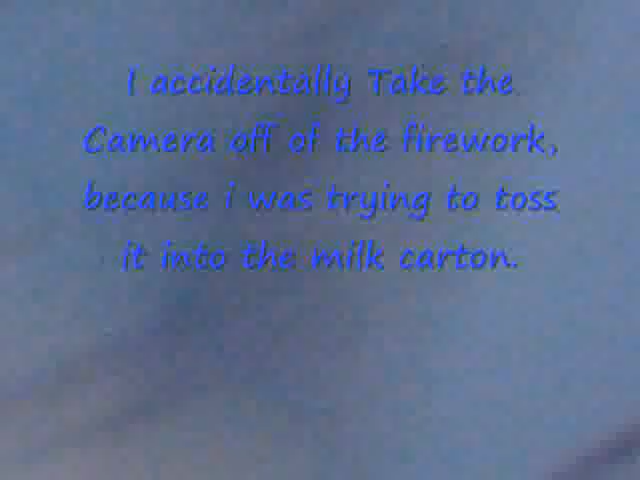 I accidentally Take the
Camera off of the firework,
because i was trying to toss
it into the milk carton.